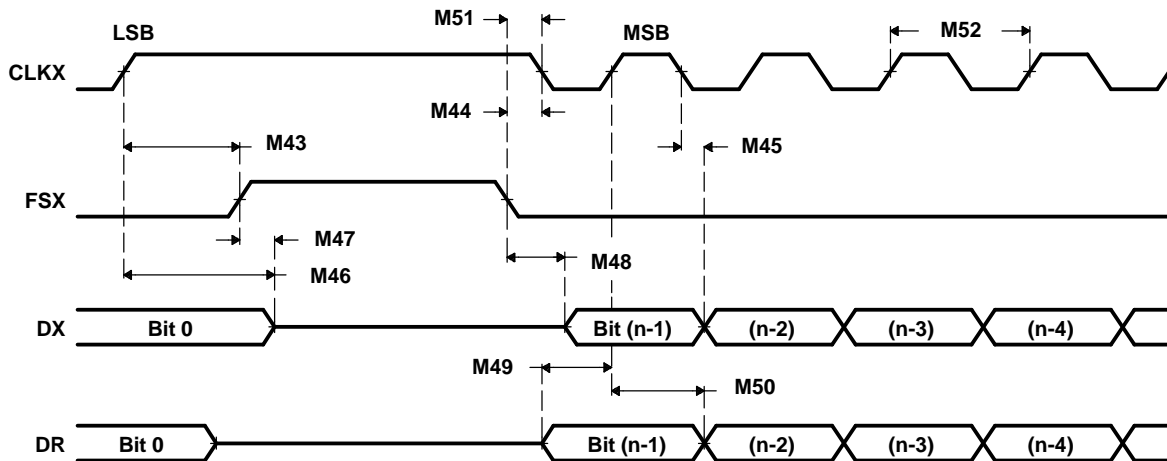 M51
LSB MSB
M52
CLKX
M44
M43 M45
FSX
M47
M48
M46
DX Bit 0 Bit (n-1) (n-2) (n-3) (n-4)
M49
M50
DR Bit 0 Bit (n-1) (n-2) (n-3) (n-4)